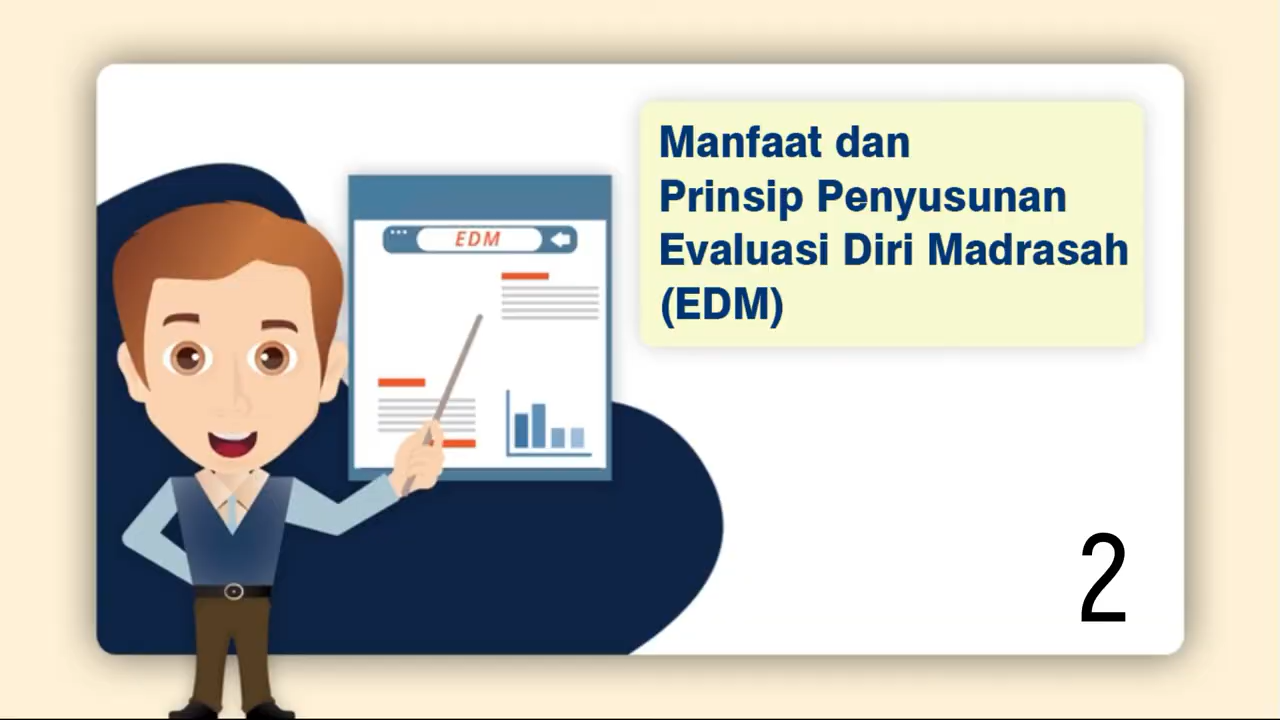 EDM
Manfaat dan
Prinsip Penyusunan
Evaluasi Diri Madrasah
(EDM)
2